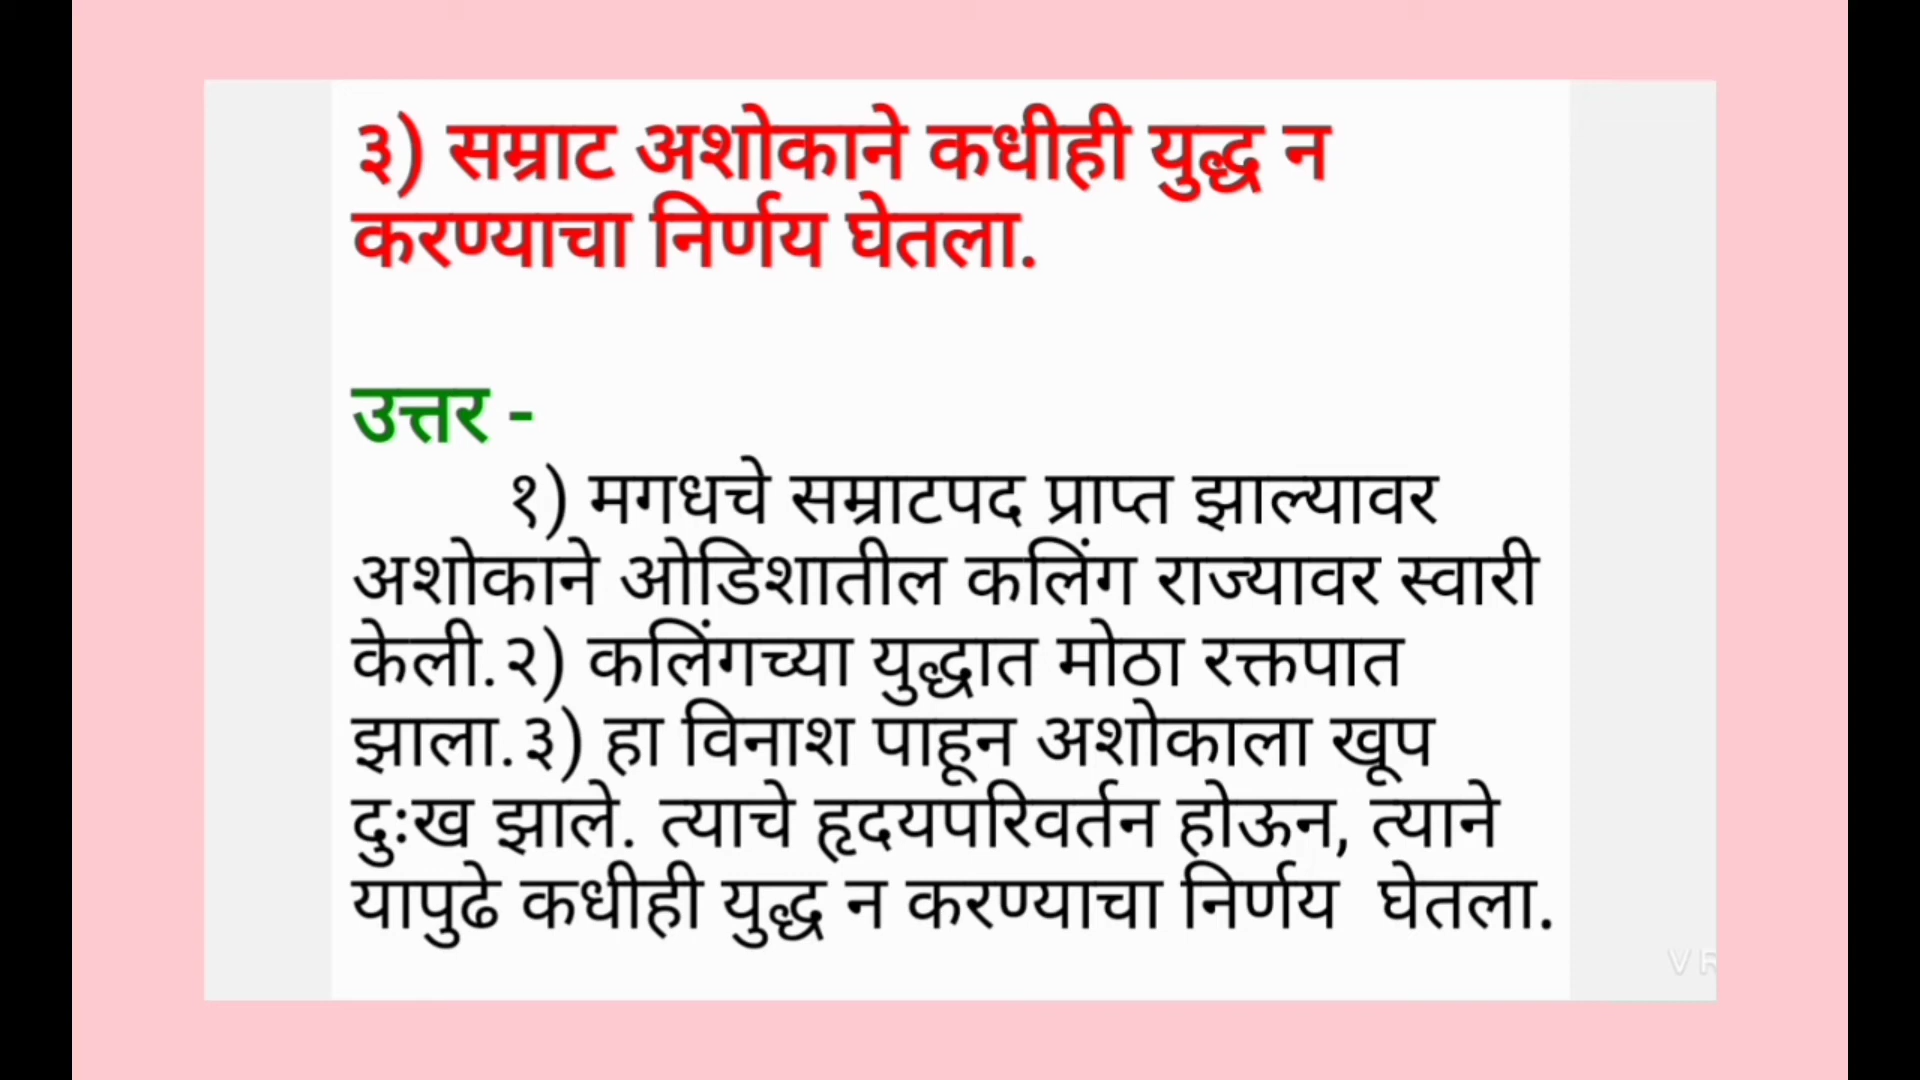 ३) सम्राट अशोकाने कधीही युद्ध न
करण्याचा निर्णय घेतला.
उत्तर -
१) मगधचे सम्राटपद प्राप्त झाल्यावर
अशोकाने ओडिशातील कलिंग राज्यावर स्वारी
केली.२) कलिंगच्या युद्धात मोठा रक्तपात
झाला.३) हा विनाश पाहून अशोकाला खूप
दुःख झाले. त्याचे हृदयपरिवर्तन होऊन, त्याने
यापुढे कधीही युद्ध न करण्याचा निर्णय  घेतला.